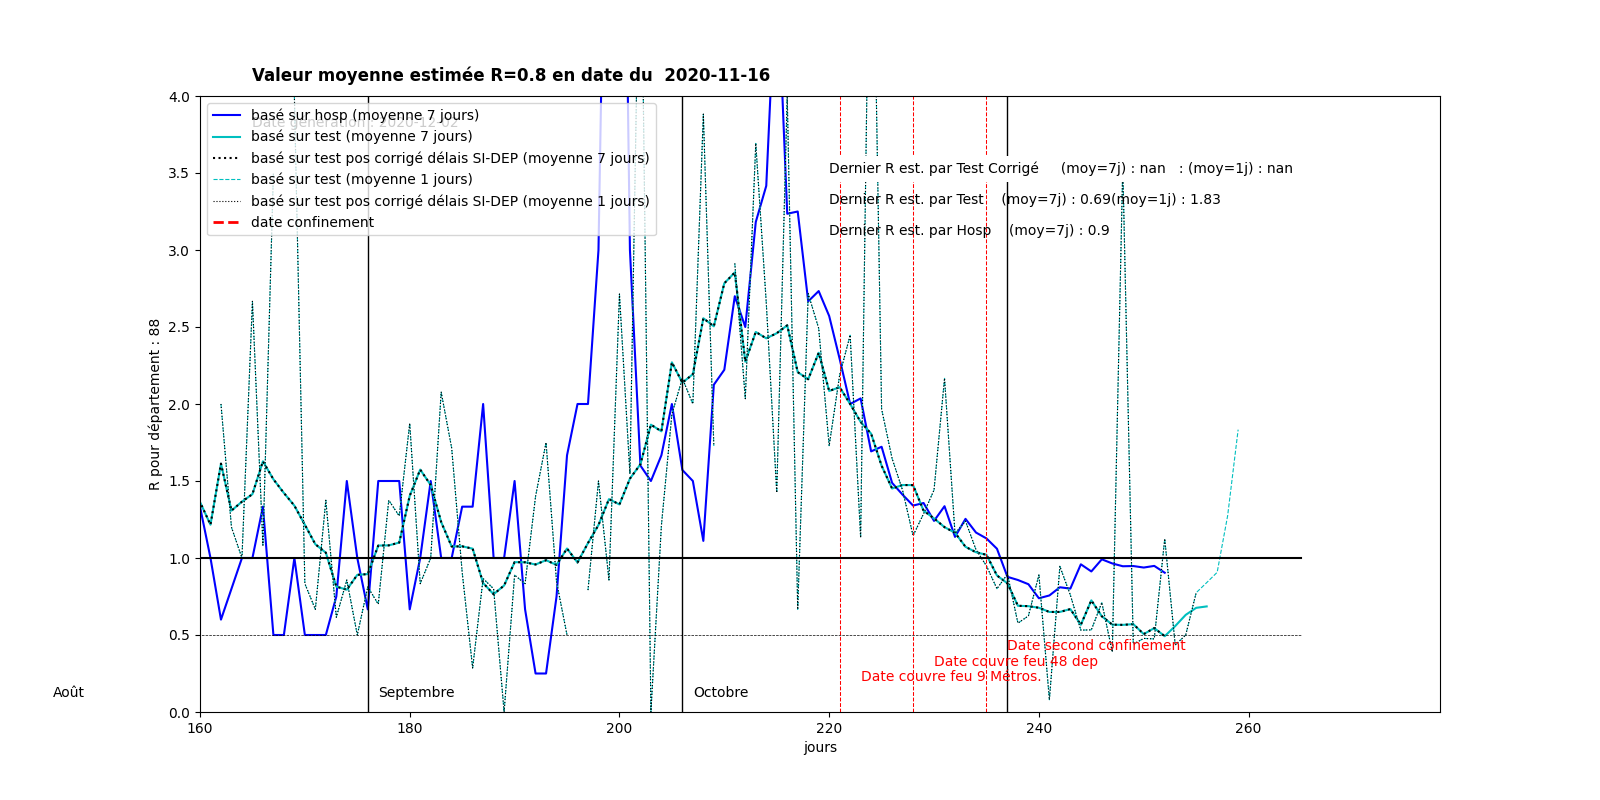 Valeur moyenne estimée R=0.8 en date du  2020-11-16
4.0
3.5
3.0
2.5
2.0
1.5
1.0
0.5
0.0
R pour département : 88
basé sur hosp (moyenne 7 jours)
Date génération : 2020-12-02
basé sur test (moyenne 7 jours)
basé sur test pos corrigé délais SI-DEP (moyenne 7 jours)
basé sur test (moyenne 1 jours)
basé sur test pos corrigé délais SI-DEP (moyenne 1 jours)
date confinement
Dernier R est. par Test Corrigé     (moy=7j) : nan   : (moy=1j) : nan
Dernier R est. par Test    (moy=7j) : 0.69(moy=1j) : 1.83
Dernier R est. par Hosp    (moy=7j) : 0.9
Date second confinement
Date couvre feu 48 dep
Date couvre feu 9 Métros.
Août
Septembre
Octobre
160 180 200 220 240 260
jours